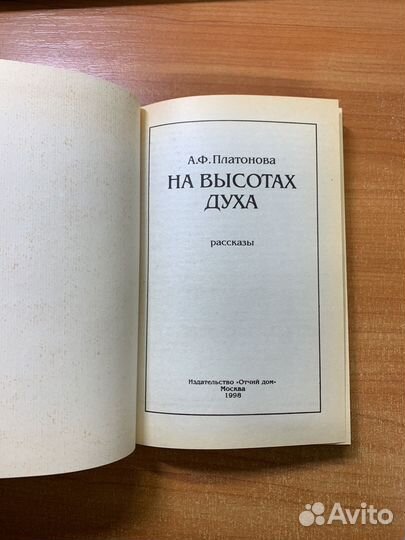 А.Ф. Платонова
НА ВЫСОТАХ
ДУХА
рассказы
Издательство «Отчий дом»
Москва
1998
Avito